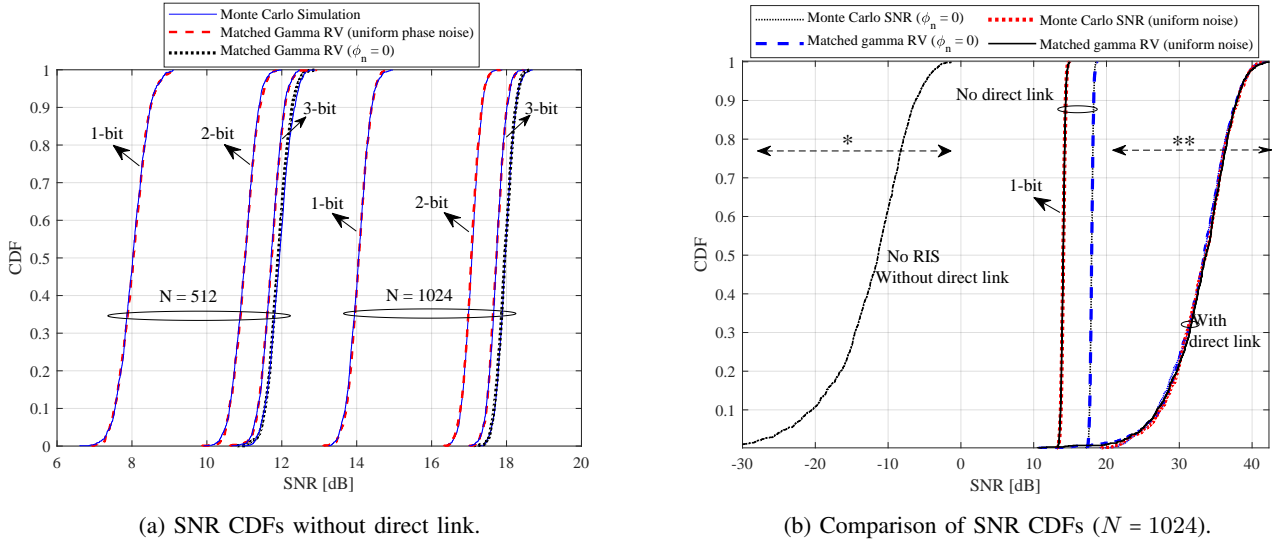 Monte Carlo Simulation
Matched Gamma RV (uniform phase noise)
Matched Gamma RV (ϕn = 0)
1
0.9
0.8
0.7
0.6
0.5
0.4
0.3
0.2
0.1
0
CDF
1-bit
2-bit
3-bit
1-bit
2-bit
3-bit
N = 512
N = 1024
6
8
10
12
14
16
18
20
SNR [dB]
(a) SNR CDFs without direct link.
Monte Carlo SNR (ϕn = 0)
Matched Gamma RV (ϕn = 0)
Monte Carlo SNR (uniform noise)
Matched gamma RV (uniform noise)
1
0.9
0.8
0.7
0.6
0.5
0.4
0.3
0.2
0.1
CDF
No direct link
*
**
1-bit
No RIS
Without direct link
With
direct link
-30
-20
-10
0
10
20
30
40
SNR [dB]
(b) Comparison of SNR CDFs (N = 1024).